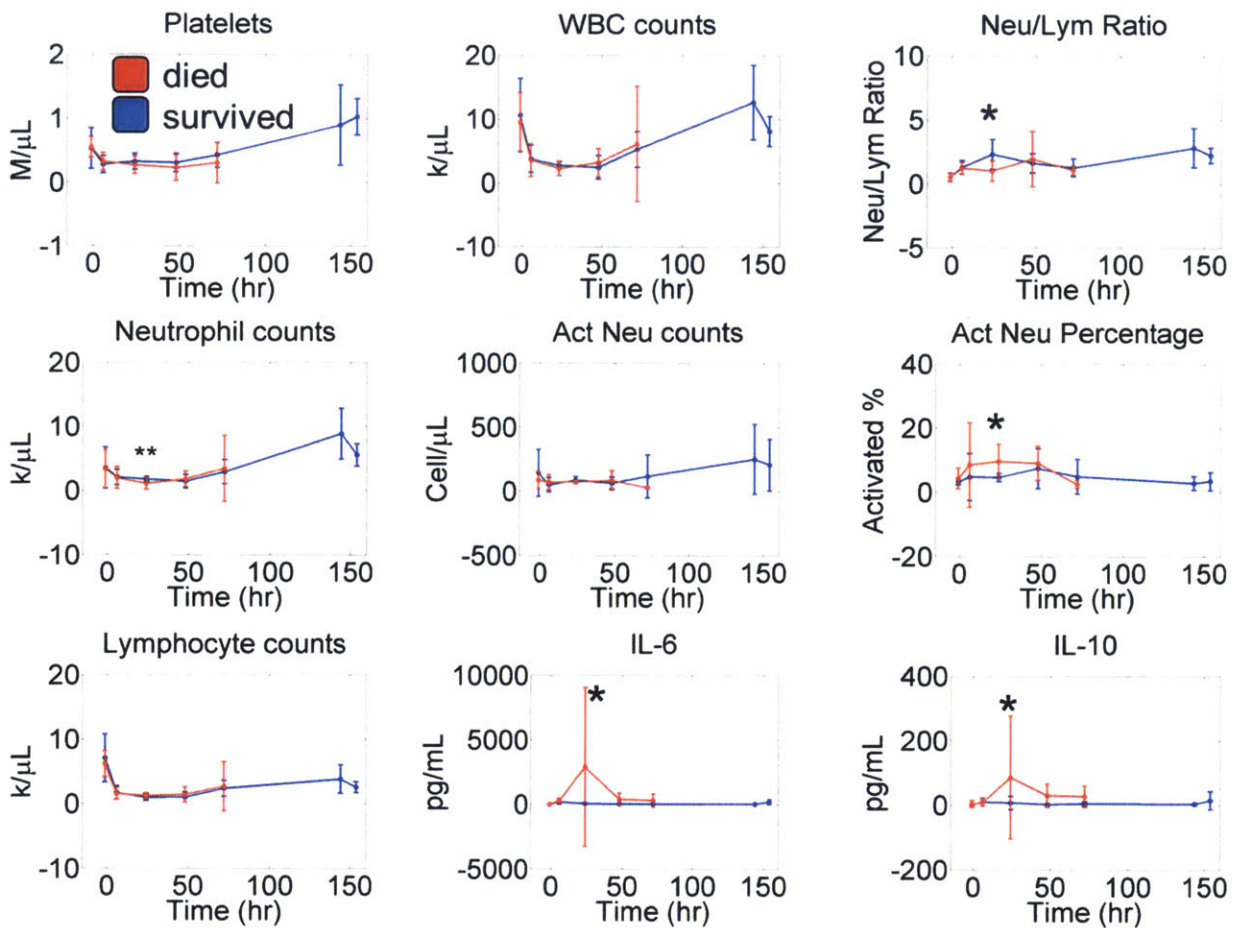 Platelets
2
1
0
-1
M/µL
died
survived
0 50 100 150
Time (hr)
WBC counts
20
10
0
-10
k/µL
0 50 100 150
Time (hr)
Neu/Lym Ratio
10
5
0
-5
Neu/Lym Ratio
*
0 50 100 150
Time (hr)
Neutrophil counts
20
10
0
-10
k/µL
**
0 50 100 150
Time (hr)
Act Neu counts
1000
500
0
-500
Cell/µL
0 50 100 150
Time (hr)
Act Neu Percentage
40
20
0
-20
Activated %
*
0 50 100 150
Time (hr)
Lymphocyte counts
20
10
0
-10
k/µL
0 50 100 150
Time (hr)
IL-6
10000
5000
0
-5000
pg/mL
*
0 50 100 150
Time (hr)
IL-10
400
200
0
-200
pg/mL
*
0 50 100 150
Time (hr)